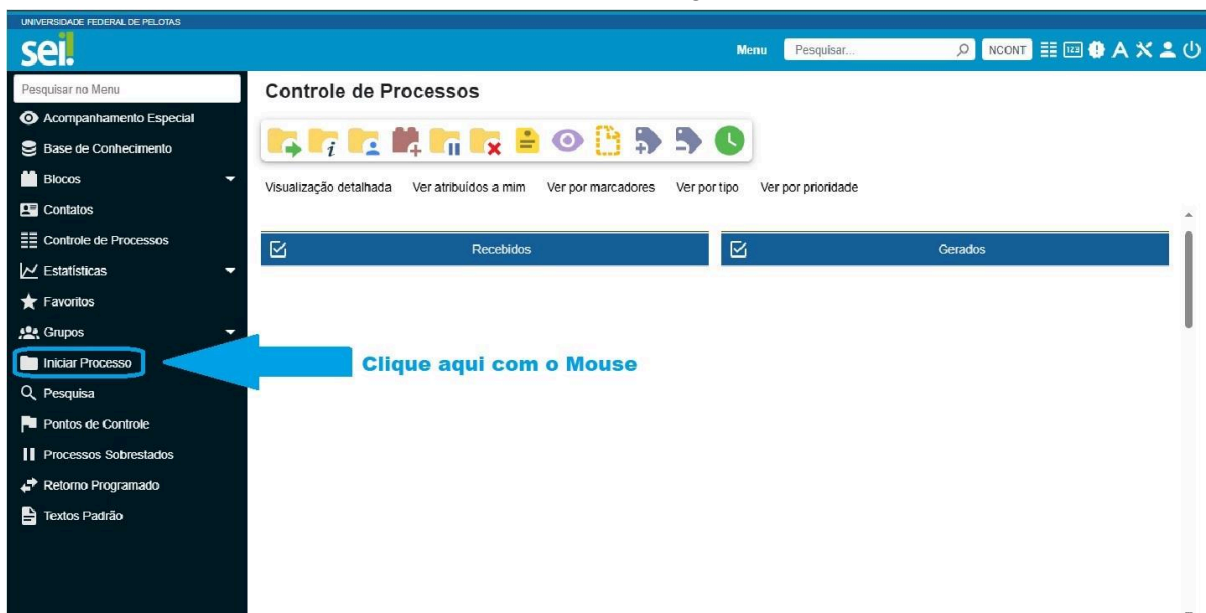 UNIVERSIDADE FEDERAL DE PELOTAS
sei!
Menu
Pesquisar...
NCONT
123
Pesquisar no Menu
Acompanhamento Especial
Base de Conhecimento
Blocos
Contatos
Controle de Processos
Estatísticas
Favoritos
Grupos
Iniciar Processo
Pesquisa
Pontos de Controle
Processos Sobrestados
Retorno Programado
Textos Padrão
Controle de Processos
Visualização detalhada
Ver atribuídos a mim
Ver por marcadores
Ver por tipo
Ver por prioridade
Recebidos
Gerados
Clique aqui com o Mouse